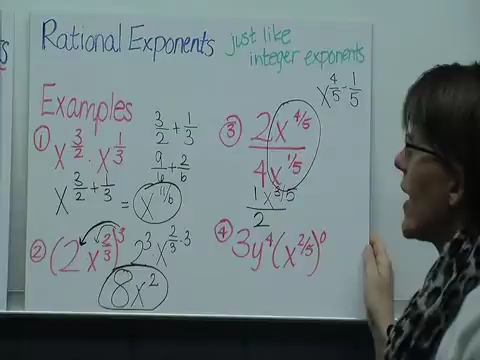 Rational Exponents just like
integer exponents
Examples
① x^(3/2) · x^(1/3)
3/2 + 1/3
9/6 + 2/6
x^(3/2 + 1/3) = x^(11/6)
② (2x^(2/3))^3 2^3 x^(2/3 · 3)
8x^2
③ 2x^(4/5) / 4x^(1/5)
x^(4/5 - 1/5)
1x^(3/5) / 2
④ 3y^4(x^(2/5))^0